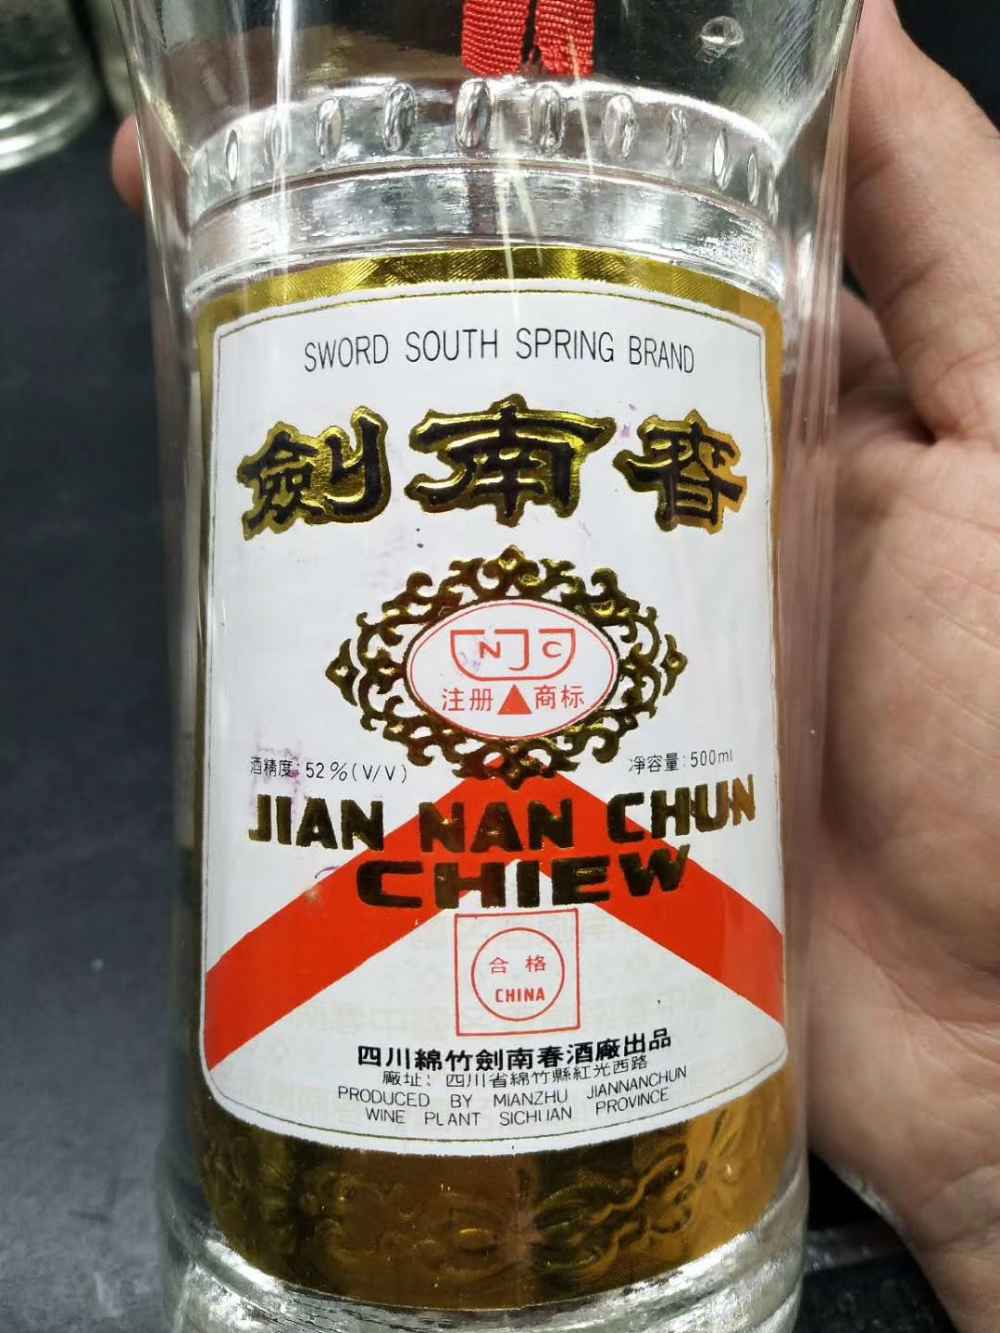 SWORD SOUTH SPRING BRAND
劍南春
NJC
注册▲商标
酒精度: 52%(V/V)
淨容量: 500ml
JIAN NAN CHUN
CHIEW
合格
CHINA
四川綿竹劍南春酒廠出品
廠址: 四川省綿竹縣紅光西路
PRODUCED BY MIANZHU JIANNANCHUN
WINE PLANT SICHUAN PROVINCE